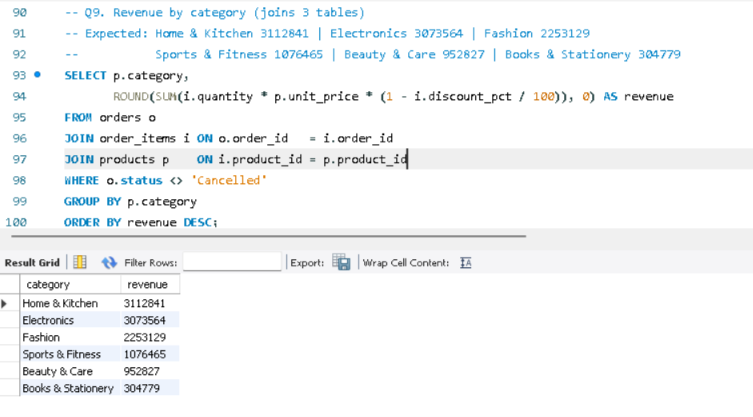 90 -- Q9. Revenue by category (joins 3 tables)
91 -- Expected: Home & Kitchen 3112841 | Electronics 3073564 | Fashion 2253129
92 -- Sports & Fitness 1076465 | Beauty & Care 952827 | Books & Stationery 304779
93 SELECT p.category,
94 ROUND(SUM(i.quantity * p.unit_price * (1 - i.discount_pct / 100)), 0) AS revenue
95 FROM orders o
96 JOIN order_items i ON o.order_id = i.order_id
97 JOIN products p ON i.product_id = p.product_id
98 WHERE o.status <> 'Cancelled'
99 GROUP BY p.category
100 ORDER BY revenue DESC;
Result Grid Filter Rows: Export: Wrap Cell Content:
category revenue
Home & Kitchen 3112841
Electronics 3073564
Fashion 2253129
Sports & Fitness 1076465
Beauty & Care 952827
Books & Stationery 304779